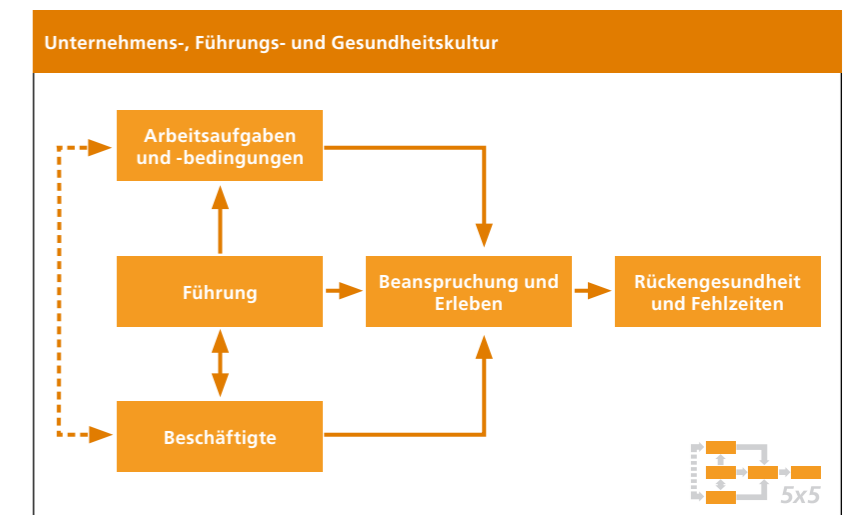 Unternehmens-, Führungs- und Gesundheitskultur
Arbeitsaufgaben
und -bedingungen
Führung
Beanspruchung und
Erleben
Rückengesundheit
und Fehlzeiten
Beschäftigte
5x5